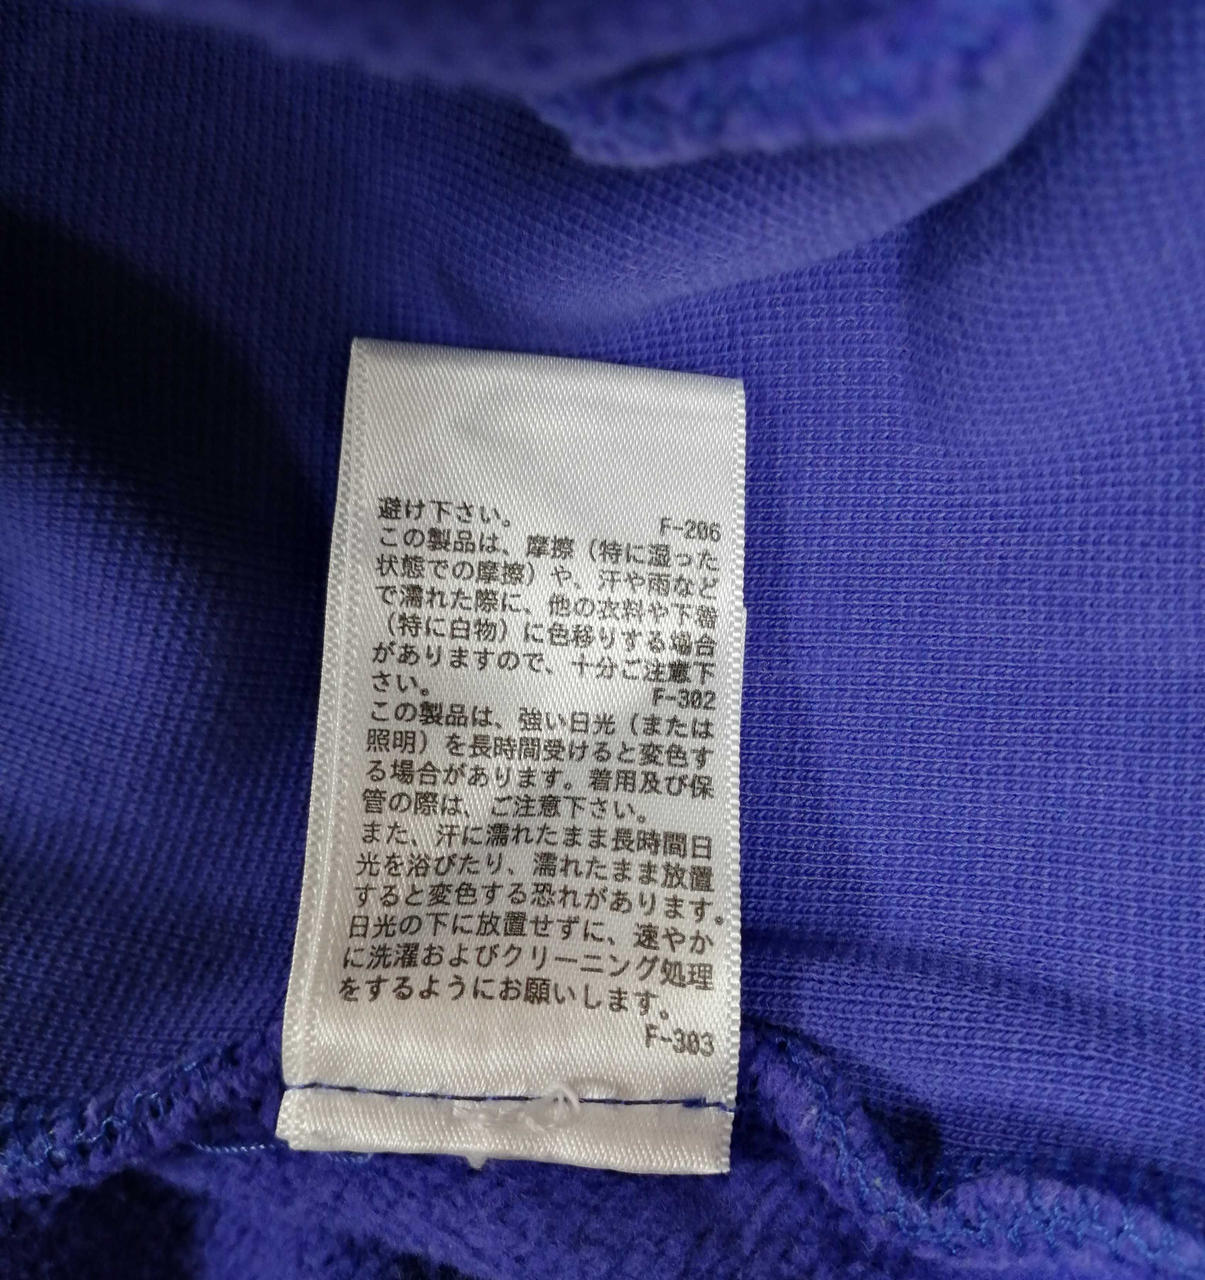 避け下さい。
F-206
この製品は、摩擦（特に湿った
状態での摩擦）や、汗や雨など
で濡れた際に、他の衣料や下着
（特に白物）に色移りする場合
がありますので、十分ご注意下
さい。
F-302
この製品は、強い日光（または
照明）を長時間受けると変色す
る場合があります。着用及び保
管の際は、ご注意下さい。
また、汗に濡れたまま長時間日
光を浴びたり、濡れたまま放置
すると変色する恐れがあります。
日光の下に放置せずに、速やか
に洗濯およびクリーニング処理
をするようにお願いします。
F-303